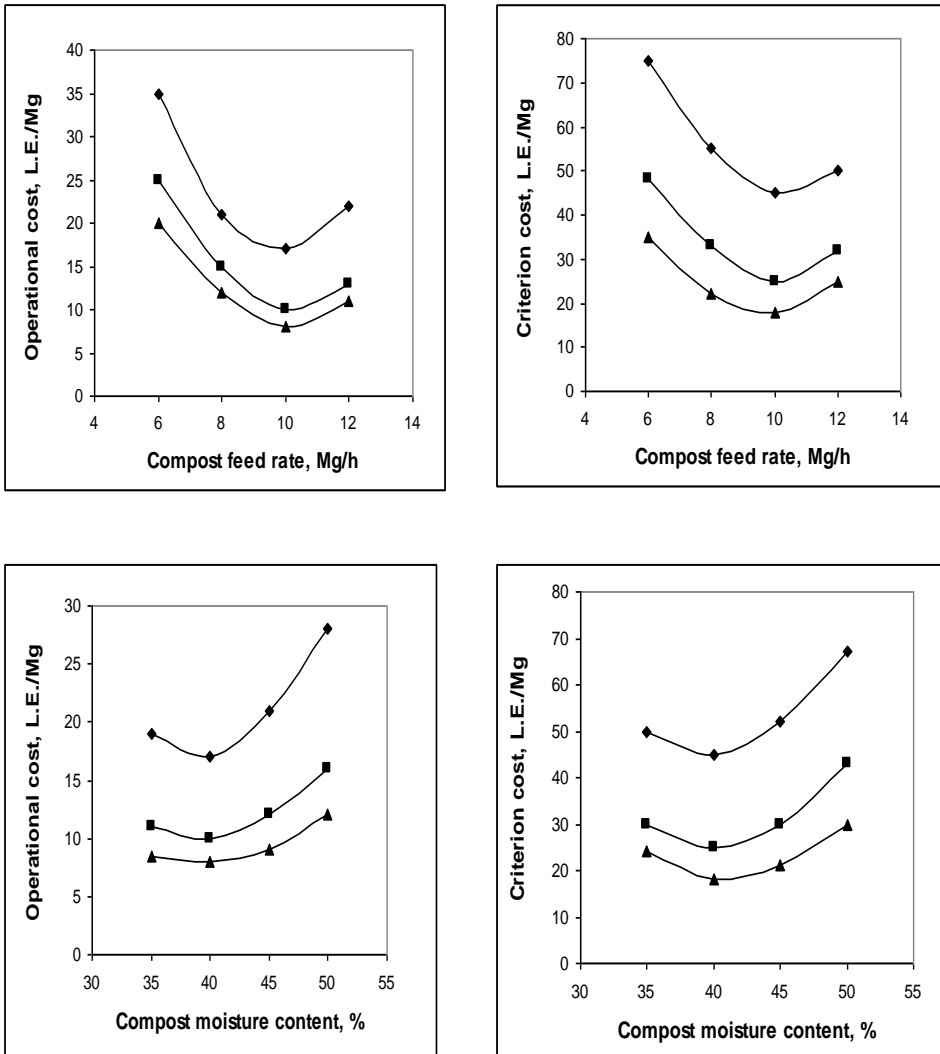 Operational cost, L.E./Mg
40
35
30
25
20
15
10
5
0
4 6 8 10 12 14
Compost feed rate, Mg/h
Criterion cost, L.E./Mg
80
70
60
50
40
30
20
10
0
4 6 8 10 12 14
Compost feed rate, Mg/h
Operational cost, L.E./Mg
30
25
20
15
10
5
0
30 35 40 45 50 55
Compost moisture content, %
Criterion cost, L.E./Mg
80
70
60
50
40
30
20
10
0
30 35 40 45 50 55
Compost moisture content, %